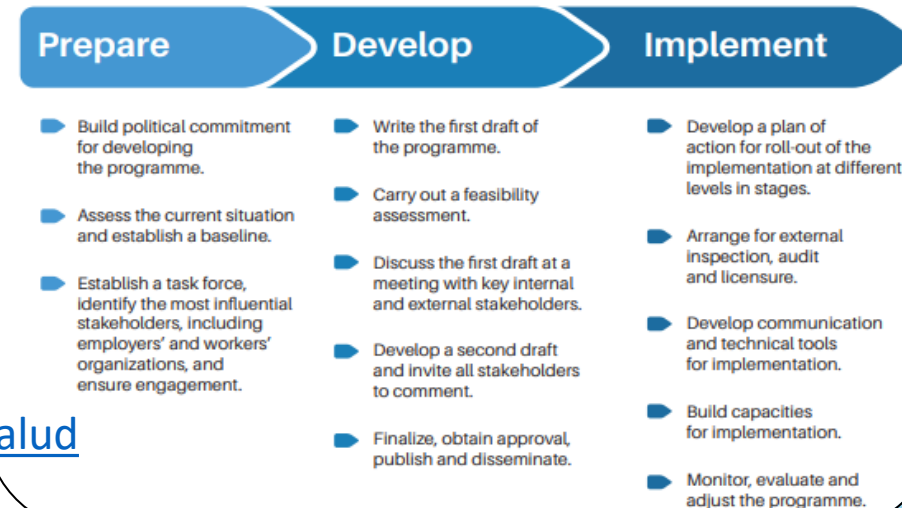 Prepare
Build political commitment
for developing
the programme.
Assess the current situation
and establish a baseline.
Establish a task force,
identify the most influential
stakeholders, including
employers’ and workers’
organizations, and
ensure engagement.
Develop
Write the first draft of
the programme.
Carry out a feasibility
assessment.
Discuss the first draft at a
meeting with key internal
and external stakeholders.
Develop a second draft
and invite all stakeholders
to comment.
Finalize, obtain approval,
publish and disseminate.
Implement
Develop a plan of
action for roll-out of the
implementation at different
levels in stages.
Arrange for external
inspection, audit
and licensure.
Develop communication
and technical tools
for implementation.
Build capacities
for implementation.
Monitor, evaluate and
adjust the programme.
alud